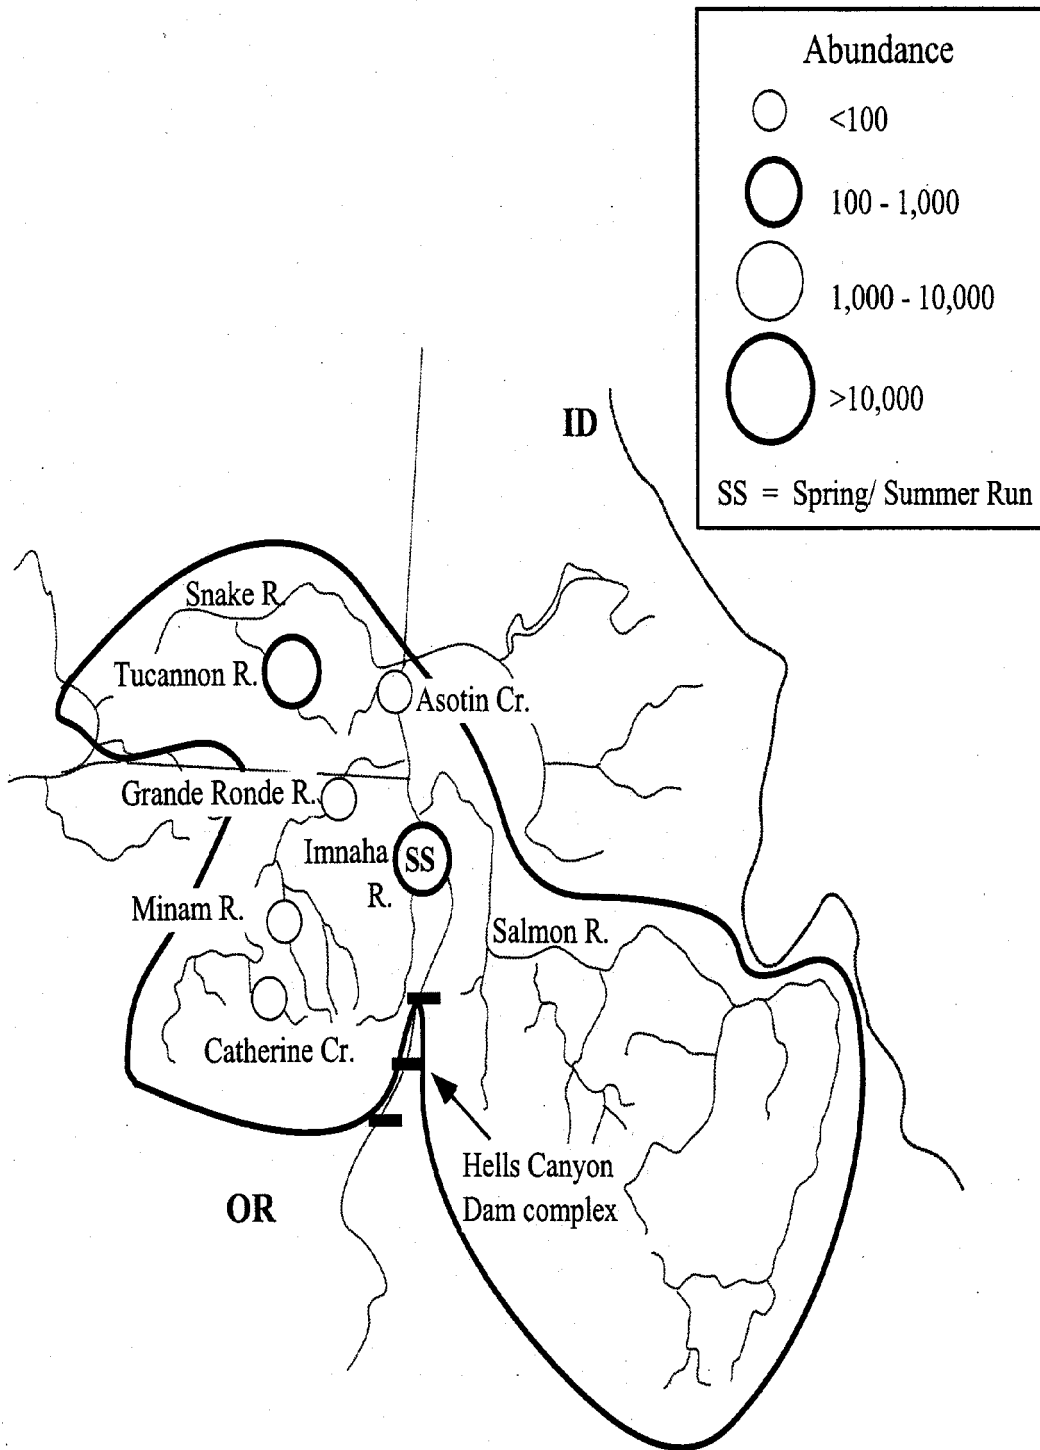 Abundance
<100
100 - 1,000
1,000 - 10,000
>10,000
SS = Spring/ Summer Run
ID
Snake R.
Tucannon R.
Asotin Cr.
Grande Ronde R.
Imnaha
R.
SS
Minam R.
Salmon R.
Catherine Cr.
Hells Canyon
Dam complex
OR